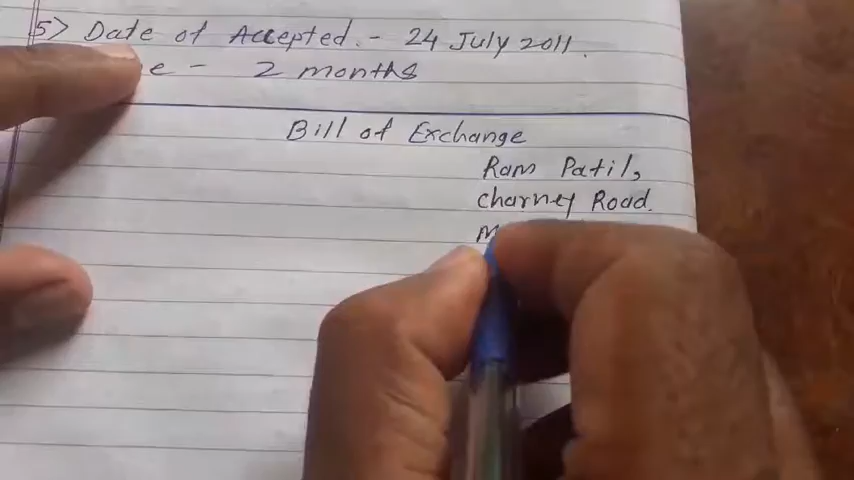 5> Date of Accepted. - 24 July 2011.
e - 2 months
Bill of Exchange
Ram Patil,
Charney Road.
M